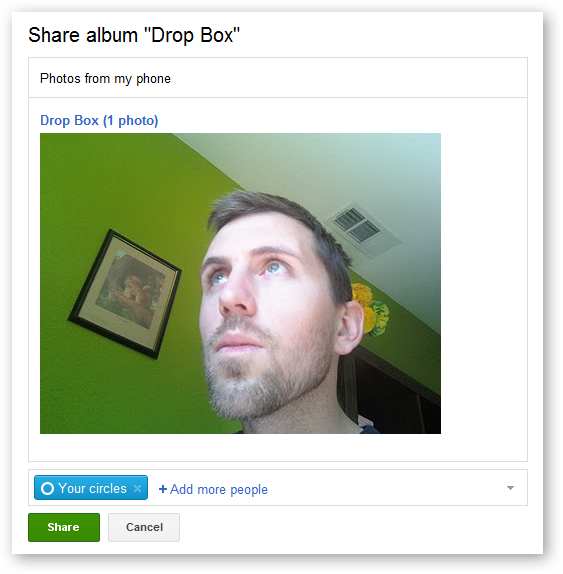 Share album "Drop Box"
Photos from my phone
Drop Box (1 photo)
Your circles
Add more people
Share
Cancel